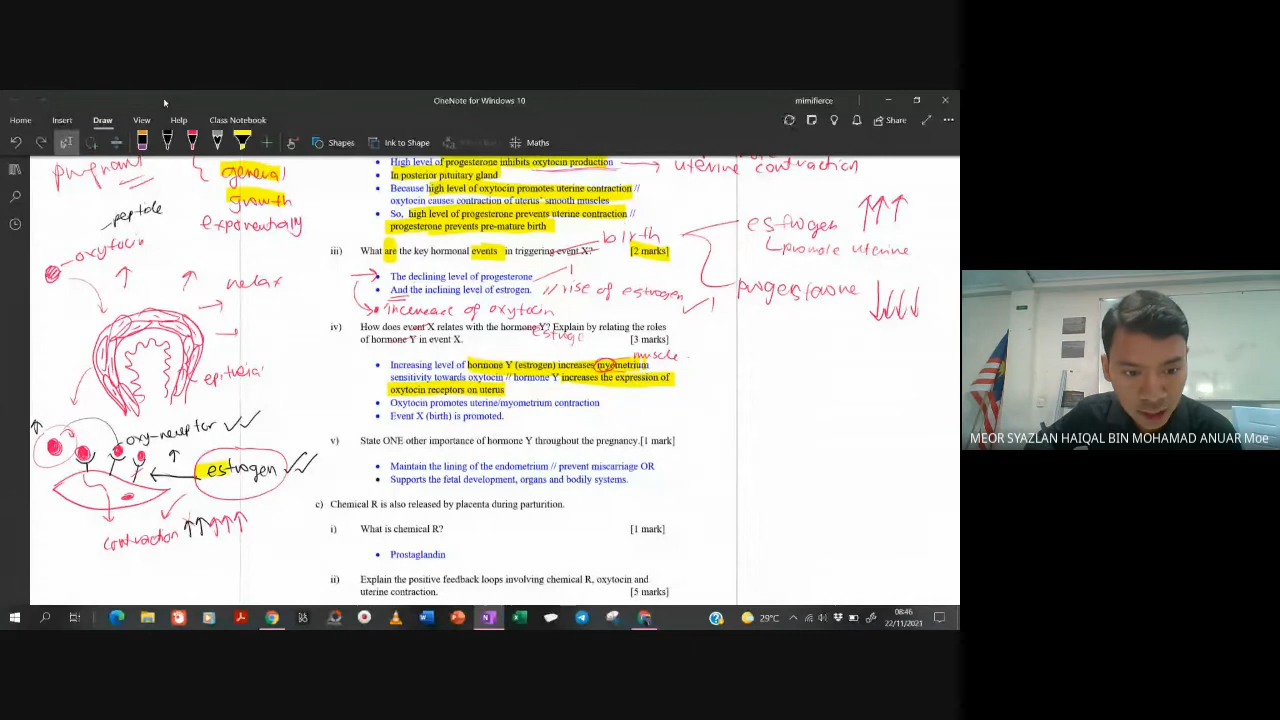 OneNote for Windows 10
mimifierce
Home
Insert
Draw
View
Help
Class Notebook
Share
Shapes
Ink to Shape
Maths
pregnant
general
growth
exponentially
peptide
oxytocin
relax
epithelial
oxy-receptor
estrogen
contraction
• High level of progesterone inhibits oxytocin production
uterine contraction
• In posterior pituitary gland
• Because high level of oxytocin promotes uterine contraction //
oxytocin causes contraction of uterus' smooth muscles
• So, high level of progesterone prevents uterine contraction //
progesterone prevents pre-mature birth
birth
estrogen
promote uterine
progesterone
iii) What are the key hormonal events in triggering event X? [2 marks]
• The declining level of progesterone
• And the inclining level of estrogen. // rise of estrogen
• increase of oxytocin
iv) How does event X relates with the hormone Y? Explain by relating the roles
of hormone Y in event X. [3 marks]
muscle
• Increasing level of hormone Y (estrogen) increases myometrium
sensitivity towards oxytocin // hormone Y increases the expression of
oxytocin receptors on uterus
• Oxytocin promotes uterine/myometrium contraction
• Event X (birth) is promoted.
v) State ONE other importance of hormone Y throughout the pregnancy.[1 mark]
• Maintain the lining of the endometrium // prevent miscarriage OR
• Supports the fetal development, organs and bodily systems.
c) Chemical R is also released by placenta during parturition.
i) What is chemical R? [1 mark]
• Prostaglandin
ii) Explain the positive feedback loops involving chemical R, oxytocin and
uterine contraction. [5 marks]
29°C
08:46
22/11/2021
MEOR SYAZLAN HAIQAL BIN MOHAMAD ANUAR Moe